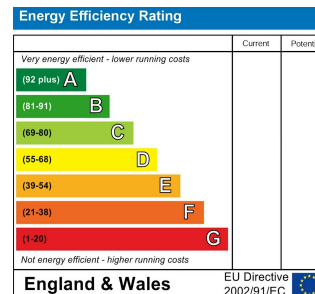 Energy Efficiency Rating
Current Potent
Very energy efficient - lower running costs
(92 plus) A
(81-91) B
(69-80) C
(55-68) D
(39-54) E
(21-38) F
(1-20) G
Not energy efficient - higher running costs
England & Wales
EU Directive
2002/91/EC